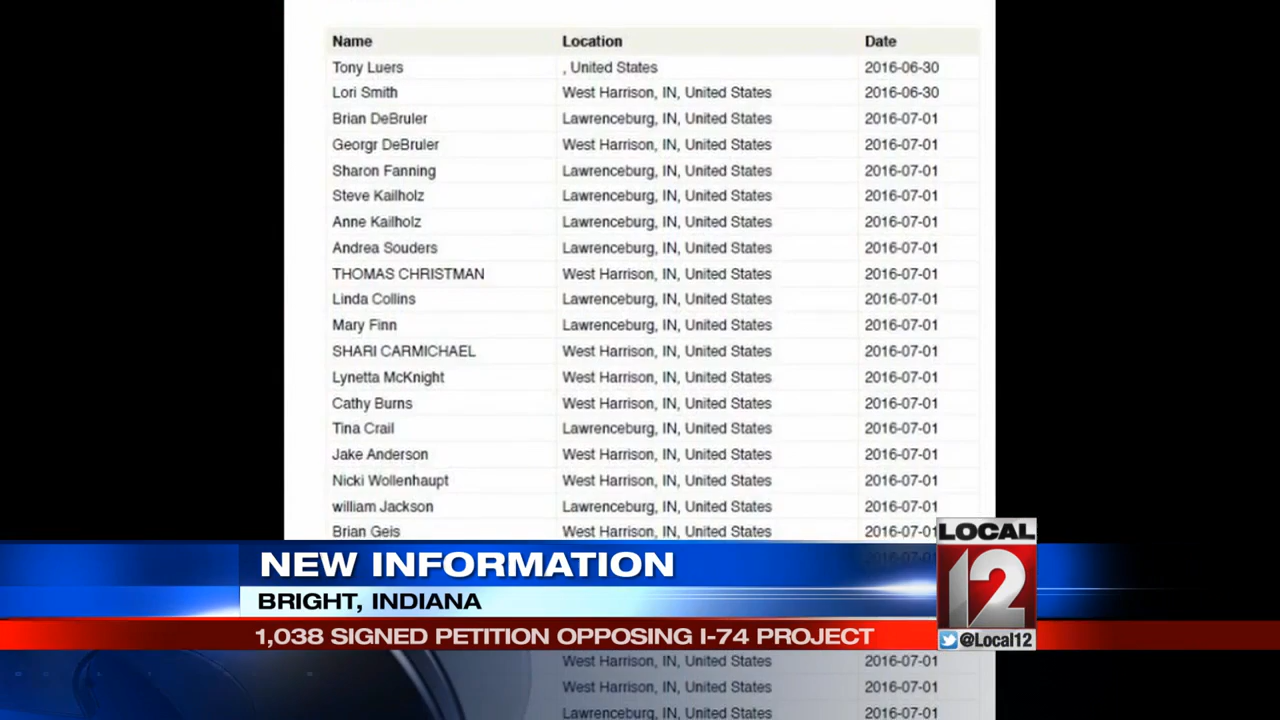 Name Location Date
Tony Luers , United States 2016-06-30
Lori Smith West Harrison, IN, United States 2016-06-30
Brian DeBruler Lawrenceburg, IN, United States 2016-07-01
Georgr DeBruler West Harrison, IN, United States 2016-07-01
Sharon Fanning Lawrenceburg, IN, United States 2016-07-01
Steve Kailholz Lawrenceburg, IN, United States 2016-07-01
Anne Kailholz Lawrenceburg, IN, United States 2016-07-01
Andrea Souders Lawrenceburg, IN, United States 2016-07-01
THOMAS CHRISTMAN West Harrison, IN, United States 2016-07-01
Linda Collins Lawrenceburg, IN, United States 2016-07-01
Mary Finn Lawrenceburg, IN, United States 2016-07-01
SHARI CARMICHAEL West Harrison, IN, United States 2016-07-01
Lynetta McKnight West Harrison, IN, United States 2016-07-01
Cathy Burns West Harrison, IN, United States 2016-07-01
Tina Crail Lawrenceburg, IN, United States 2016-07-01
Jake Anderson West Harrison, IN, United States 2016-07-01
Nicki Wollenhaupt West Harrison, IN, United States 2016-07-01
william Jackson Lawrenceburg, IN, United States 2016-07-01
Brian Geis West Harrison, IN, United States 2016-07-01
LOCAL
12
@Local12
NEW INFORMATION
BRIGHT, INDIANA
1,038 SIGNED PETITION OPPOSING I-74 PROJECT
West Harrison, IN, United States 2016-07-01
West Harrison, IN, United States 2016-07-01
Lawrenceburg, IN, United States 2016-07-01